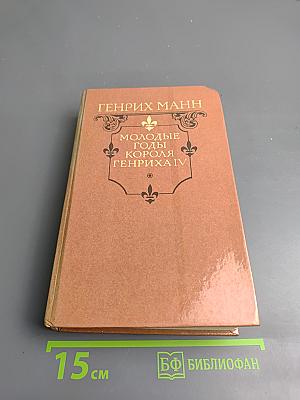 ГЕНРИХ МАНН
МОЛОДЫЕ
ГОДЫ
КОРОЛЯ
ГЕНРИХА IV
15 см
БФ БИБЛИОФАН